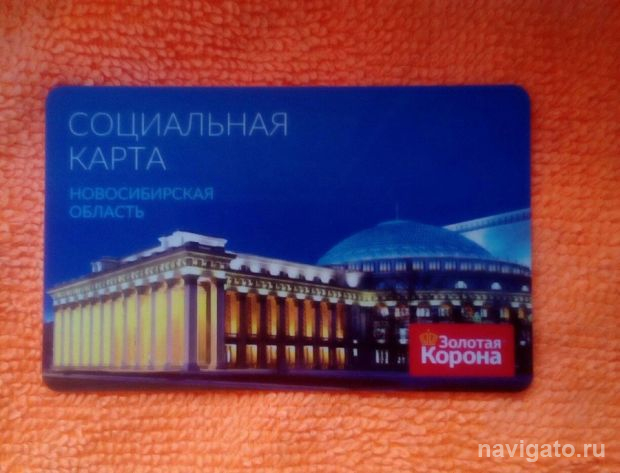 СОЦИАЛЬНАЯ
КАРТА
НОВОСИБИРСКАЯ
ОБЛАСТЬ
Золотая
Корона
navigato.ru